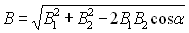 B = √(B₁² + B₂² − 2B₁B₂cosα)